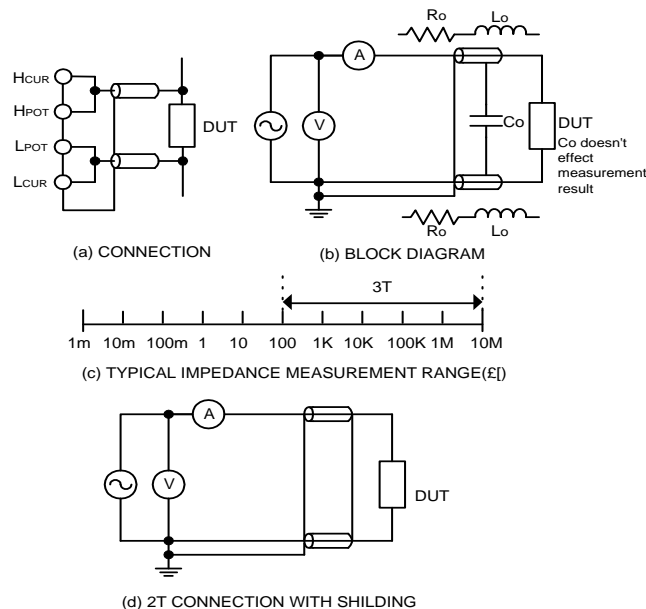 Ro Lo
HCUR
HPOT
LPOT
LCUR
DUT
A
V
Co
DUT
Co doesn't
effect
measurement
result
Ro Lo
(a) CONNECTION
(b) BLOCK DIAGRAM
3T
1m 10m 100m 1 10 100 1K 10K 100K 1M 10M
(c) TYPICAL IMPEDANCE MEASUREMENT RANGE(£[)
A
V
DUT
(d) 2T CONNECTION WITH SHILDING